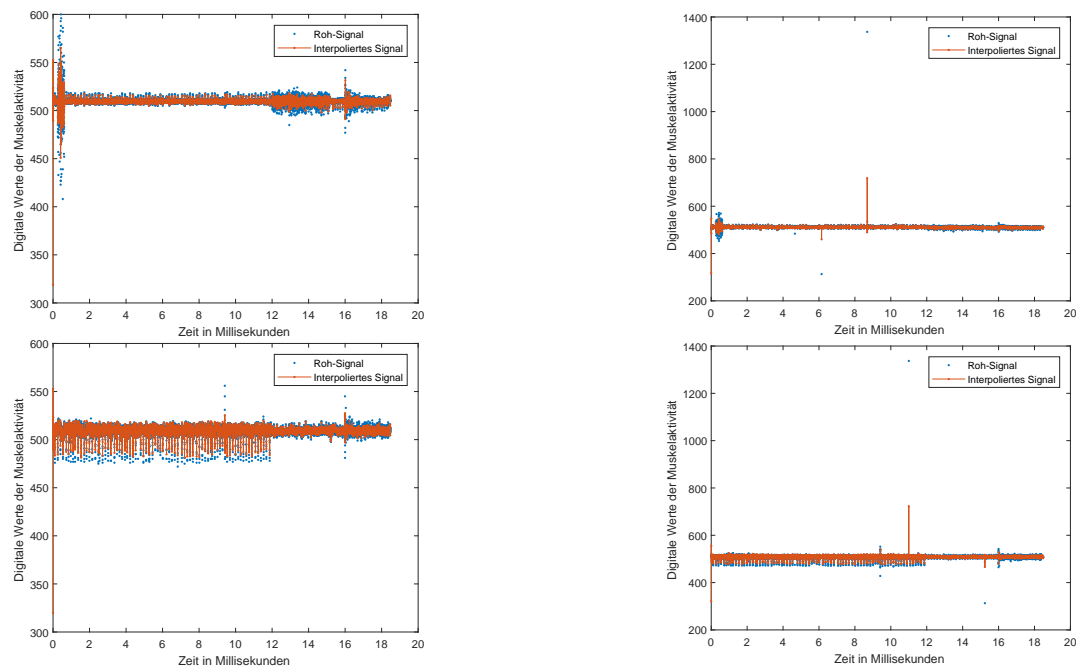 600
550
500
450
400
350
300
Digitale Werte der Muskelaktivität
Roh-Signal
Interpoliertes Signal
0 2 4 6 8 10 12 14 16 18 20
Zeit in Millisekunden
1400
1200
1000
800
600
400
200
Digitale Werte der Muskelaktivität
Roh-Signal
Interpoliertes Signal
0 2 4 6 8 10 12 14 16 18 20
Zeit in Millisekunden
600
550
500
450
400
350
300
Digitale Werte der Muskelaktivität
Roh-Signal
Interpoliertes Signal
0 2 4 6 8 10 12 14 16 18 20
Zeit in Millisekunden
1400
1200
1000
800
600
400
200
Digitale Werte der Muskelaktivität
Roh-Signal
Interpoliertes Signal
0 2 4 6 8 10 12 14 16 18 20
Zeit in Millisekunden